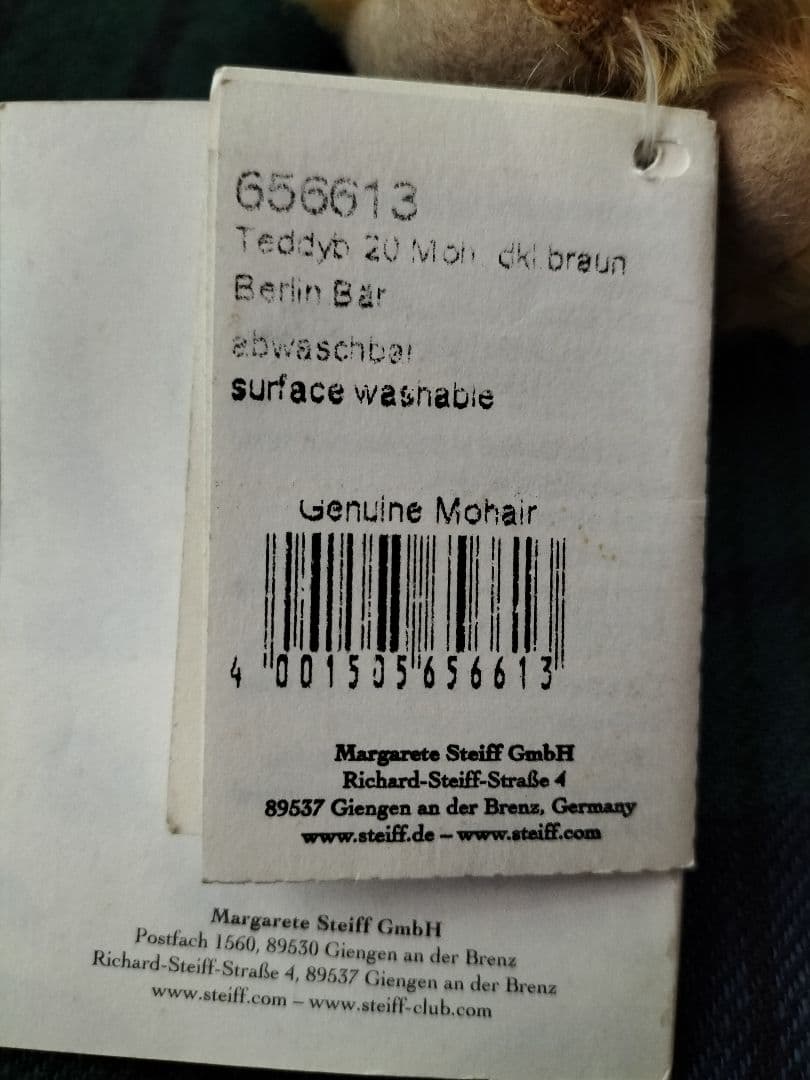 656613
Teddyb 20 Moh. dkl.braun
Berlin Bär
abwaschbar
surface washable
Genuine Mohair
4 001505 656613
Margarete Steiff GmbH
Richard-Steiff-Straße 4
89537 Giengen an der Brenz, Germany
www.steiff.de – www.steiff.com
Margarete Steiff GmbH
Postfach 1560, 89530 Giengen an der Brenz
Richard-Steiff-Straße 4, 89537 Giengen an der Brenz
www.steiff.com – www.steiff-club.com